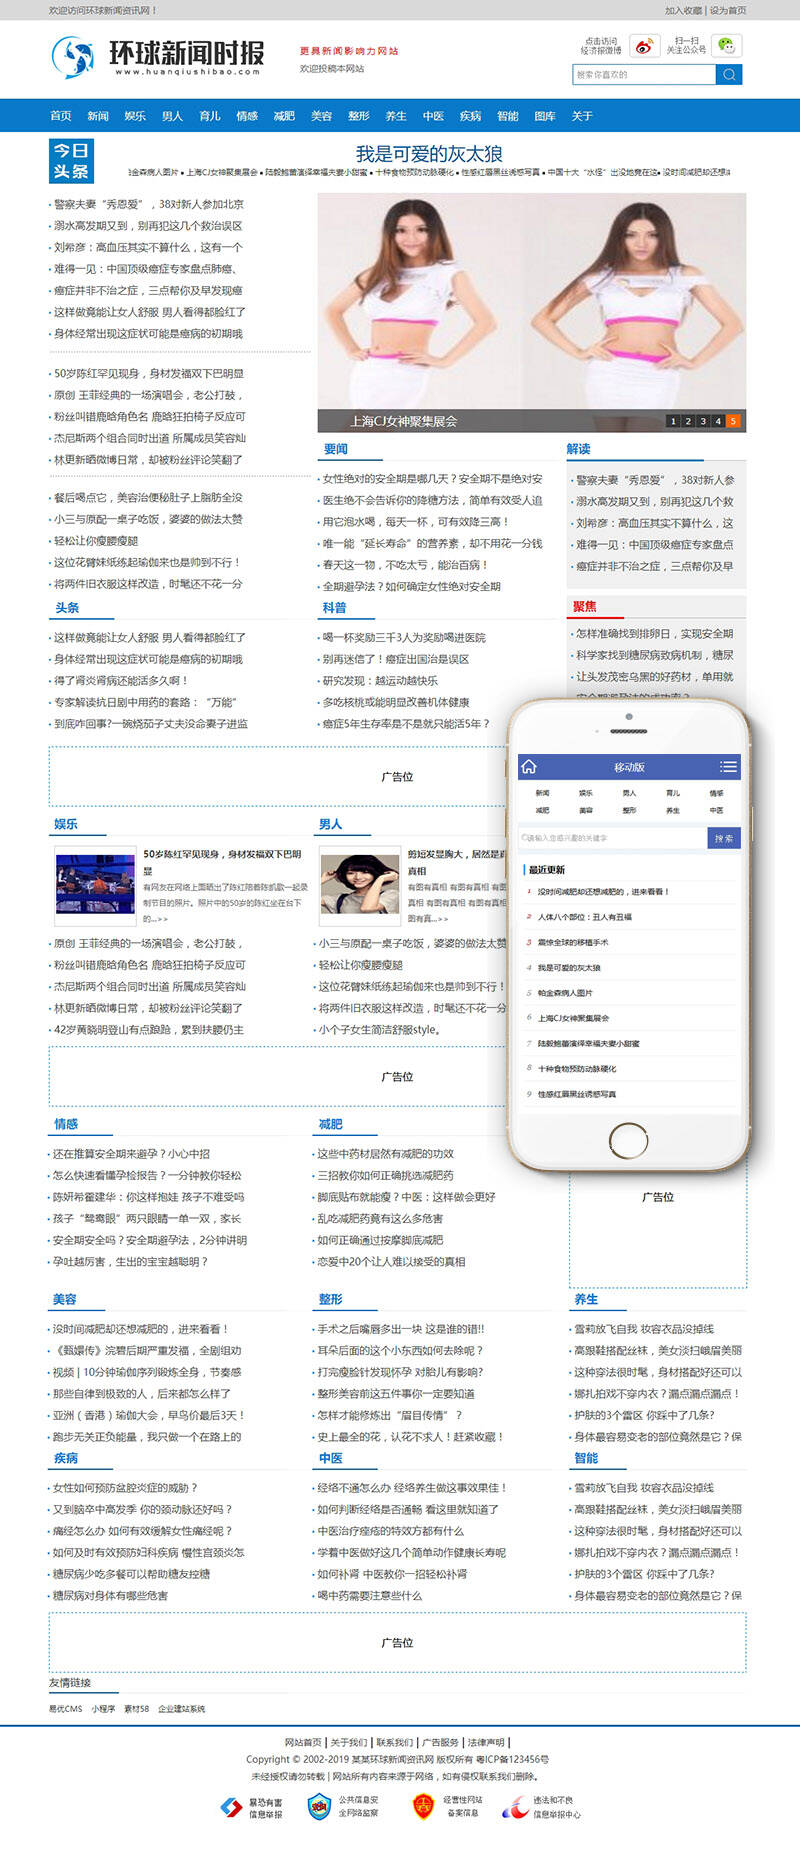 欢迎访问环球新闻资讯网！
加入收藏 | 设为首页
环球新闻时报
www.huanqiushibao.com
更具新闻影响力网站
欢迎投稿本网站
点击访问
经济报微博
扫一扫
关注公众号
搜索你喜欢的
首页 新闻 娱乐 男人 育儿 情感 减肥 美容 整形 养生 中医 疾病 智能 图库 关于
今日
头条
我是可爱的灰太狼
金森病人图片 • 上海CJ女神聚集展会 • 陆毅鲍蕾演绎幸福夫妻小甜蜜 • 十种食物预防动脉硬化 • 性感红唇黑丝诱惑写真 • 中国十大“水怪”出没地竟在这 • 没时间减肥却还想
警察夫妻“秀恩爱”，38对新人参加北京
溺水高发期又到，别再犯这几个救治误区
刘希彦：高血压其实不算什么，这有一个
难得一见：中国顶级癌症专家盘点肺癌、
癌症并非不治之症，三点帮你及早发现癌
这样做竟能让女人舒服 男人看得都脸红了
身体经常出现这症状可能是癌病的初期哦
50岁陈红罕见现身，身材发福双下巴明显
原创 王菲经典的一场演唱会，老公打鼓，
粉丝叫错鹿晗角色名 鹿晗狂拍椅子反应可
杰尼斯两个组合同时出道 所属成员笑容灿
林更新晒微博日常，却被粉丝评论笑翻了
餐后喝点它，美容治便秘肚子上脂肪全没
小三与原配一桌子吃饭，婆婆的做法太赞
轻松让你瘦腰瘦腿
这位花臂妹纸练起瑜伽来也是帅到不行！
将两件旧衣服这样改造，时髦还不花一分
上海CJ女神聚集展会
1 2 3 4 5
要闻
女性绝对的安全期是哪几天？安全期不是绝对安
医生绝不会告诉你的降糖方法，简单有效受人追
用它泡水喝，每天一杯，可有效降三高！
唯一能“延长寿命”的营养素，却不用花一分钱
春天这一物，不吃太亏，能治百病！
全期避孕法？如何确定女性绝对安全期
解读
警察夫妻“秀恩爱”，38对新人参
溺水高发期又到，别再犯这几个救
刘希彦：高血压其实不算什么，这
难得一见：中国顶级癌症专家盘点
癌症并非不治之症，三点帮你及早
头条
这样做竟能让女人舒服 男人看得都脸红了
身体经常出现这症状可能是癌病的初期哦
得了肾炎肾病还能活多久啊！
专家解读抗日剧中用药的套路：“万能”
到底咋回事?一碗烧茄子丈夫没命妻子进监
科普
喝一杯奖励三千3人为奖励喝进医院
别再迷信了！癌症出国治是误区
研究发现：越运动越快乐
多吃核桃或能明显改善机体健康
癌症5年生存率是不是就只能活5年？
聚焦
怎样准确找到排卵日，实现安全期
科学家找到糖尿病致病机制，糖尿
让头发茂密乌黑的好药材，单用就
广告位
娱乐
50岁陈红罕见现身，身材发福双下巴明
显
有网友在网络上面晒出了陈红陪着陈凯歌一起录
制节目的照片。照片中的50岁的陈红坐在台下
的...>>
原创 王菲经典的一场演唱会，老公打鼓，
粉丝叫错鹿晗角色名 鹿晗狂拍椅子反应可
杰尼斯两个组合同时出道 所属成员笑容灿
林更新晒微博日常，却被粉丝评论笑翻了
42岁黄晓明登山有点踉跄，累到扶腰仍主
男人
剪短发显胸大，居然是
真相
有图有真相 有图有真相 有
真相 有图有真相 有图有
图有真...>>
小三与原配一桌子吃饭，婆婆的做法太赞
轻松让你瘦腰瘦腿
这位花臂妹纸练起瑜伽来也是帅到不行！
将两件旧衣服这样改造，时髦还不花一分
小个子女生简洁舒服style。
移动版
新闻 娱乐 男人 育儿 情感
减肥 美容 整形 养生 中医
请输入您感兴趣的关键字
搜索
最近更新
1 没时间减肥却还想减肥的，进来看看！
2 人体八个部位：丑人有丑福
3 震惊全球的移植手术
4 我是可爱的灰太狼
5 帕金森病人图片
6 上海CJ女神聚集展会
7 陆毅鲍蕾演绎幸福夫妻小甜蜜
8 十种食物预防动脉硬化
9 性感红唇黑丝诱惑写真
广告位
情感
还在推算安全期来避孕？小心中招
怎么快速看懂孕检报告？一分钟教你轻松
陈妍希霍建华：你这样抱娃 孩子不难受吗
孩子“鸳鸯眼”两只眼睛一单一双，家长
安全期安全吗？安全期避孕法，2分钟讲明
孕吐越厉害，生出的宝宝越聪明？
减肥
这些中药材居然有减肥的功效
三招教你如何正确挑选减肥药
脚底贴布就能瘦？中医：这样做会更好
乱吃减肥药竟有这么多危害
如何正确通过按摩脚底减肥
恋爱中20个让人难以接受的真相
广告位
美容
没时间减肥却还想减肥的，进来看看！
《甄嬛传》浣碧后期严重发福，全剧组劝
视频 | 10分钟瑜伽序列锻炼全身，节奏感
那些自律到极致的人，后来都怎么样了
亚洲（香港）瑜伽大会，早鸟价最后3天！
跑步无关正负能量，我只做一个在路上的
整形
手术之后嘴唇多出一块 这是谁的错!!
耳朵后面的这个小东西如何去除呢？
打完瘦脸针发现怀孕 对胎儿有影响?
整形美容前这五件事你一定要知道
怎样才能修炼出“眉目传情”？
史上最全的花，认花不求人！赶紧收藏！
养生
雪莉放飞自我 妆容衣品没掉线
高跟鞋搭配丝袜，美女淡扫峨眉美丽
这种穿法很时髦，身材搭配好还可以
娜扎拍戏不穿内衣？漏点漏点漏点！
护肤的3个雷区 你踩中了几条?
身体最容易变老的部位竟然是它？保
疾病
女性如何预防盆腔炎症的威胁？
又到脑卒中高发季 你的颈动脉还好吗？
痛经怎么办 如何有效缓解女性痛经呢？
如何及时有效预防妇科疾病 慢性宫颈炎怎
糖尿病少吃多餐可以帮助糖友控糖
糖尿病对身体有哪些危害
中医
经络不通怎么办 经络养生做这事效果佳！
如何判断经络是否通畅 看这里就知道了
中医治疗痤疮的特效方都有什么
学着中医做好这几个简单动作健康长寿呢
如何补肾 中医教你一招轻松补肾
喝中药需要注意些什么
智能
雪莉放飞自我 妆容衣品没掉线
高跟鞋搭配丝袜，美女淡扫峨眉美丽
这种穿法很时髦，身材搭配好还可以
娜扎拍戏不穿内衣？漏点漏点漏点！
护肤的3个雷区 你踩中了几条?
身体最容易变老的部位竟然是它？保
广告位
友情链接
易优CMS 小程序 素材58 企业建站系统
网站首页 | 关于我们 | 联系我们 | 广告服务 | 法律声明 |
Copyright © 2002-2019 某某环球新闻资讯网 版权所有 粤ICP备123456号
未经授权请勿转载 | 网站所有内容来源于网络，如有侵权联系我们删除。
暴恐有害
信息举报
公共信息安
全网络监察
经营性网站
备案信息
违法和不良
信息举报中心